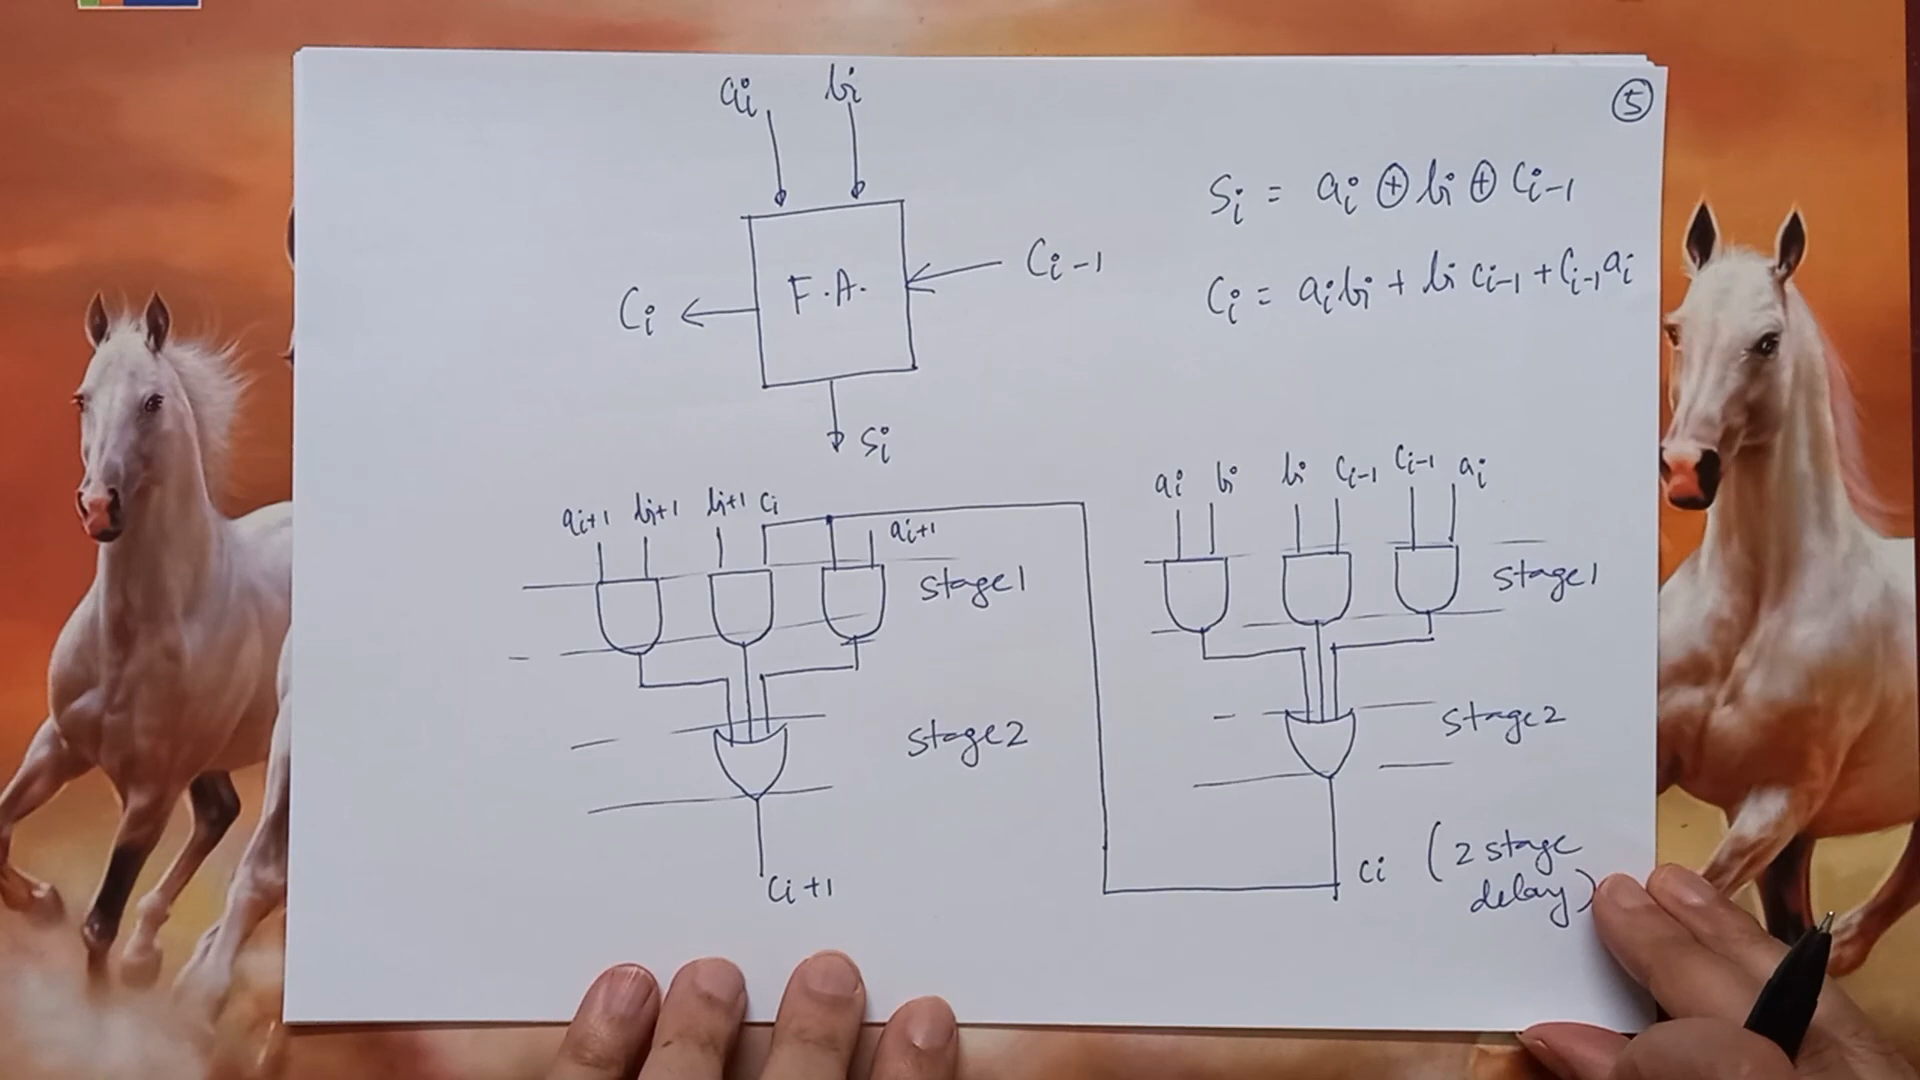 5
ai bi
Si = ai ⊕ bi ⊕ Ci-1
Ci = aibi + bi Ci-1 + Ci-1 ai
F.A.
Ci-1
Ci
Si
ai+1 bi+1 bi+1 ci
ai+1
stage1
stage2
Ci+1
ai bi bi Ci-1 Ci-1 ai
stage1
stage2
Ci (2 stage
delay)